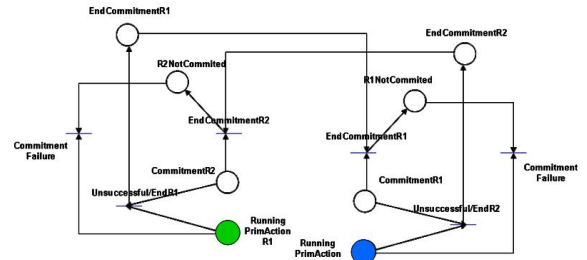 EndCommitmentR1
EndCommitmentR2
R2NotCommited
R1NotCommited
EndCommitmentR2
EndCommitmentR1
Commitment
Failure
CommitmentR2
CommitmentR1
Commitment
Failure
Unsuccessful/EndR1
Unsuccessful/EndR2
Running
PrimAction
R1
Running
PrimAction